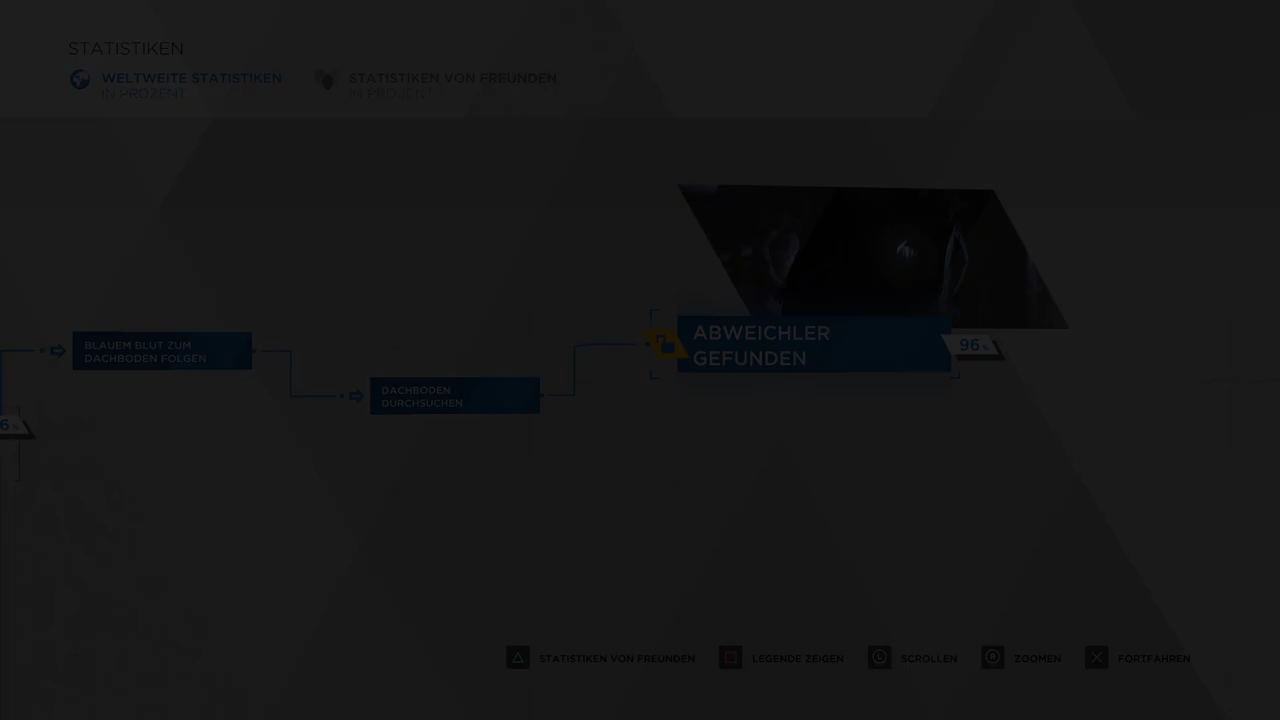 STATISTIKEN
WELTWEITE STATISTIKEN
IN PROZENT
STATISTIKEN VON FREUNDEN
IN PROZENT
BLAUEM BLUT ZUM
DACHBODEN FOLGEN
DACHBODEN
DURCHSUCHEN
ABWEICHLER
GEFUNDEN
96%
6%
STATISTIKEN VON FREUNDEN
LEGENDE ZEIGEN
SCROLLEN
ZOOMEN
FORTFAHREN